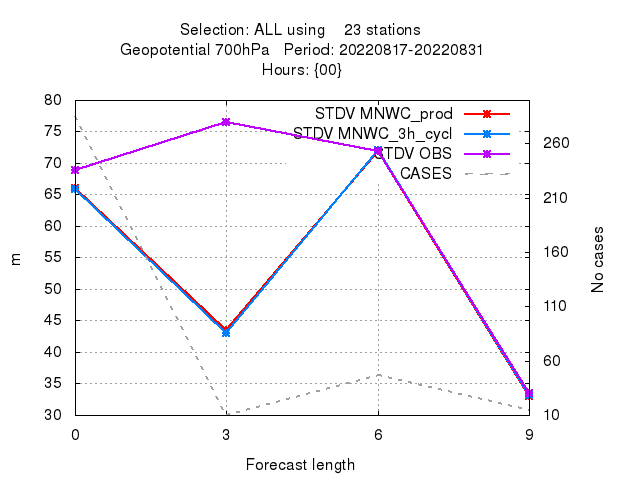 Selection: ALL using 23 stations
Geopotential 700hPa Period: 20220817-20220831
Hours: {00}
STDV MNWC_prod
STDV MNWC_3h_cycl
STDV OBS
CASES
80
75
70
65
60
55
50
45
40
35
30
m
260
210
160
110
60
10
No cases
0 3 6 9
Forecast length